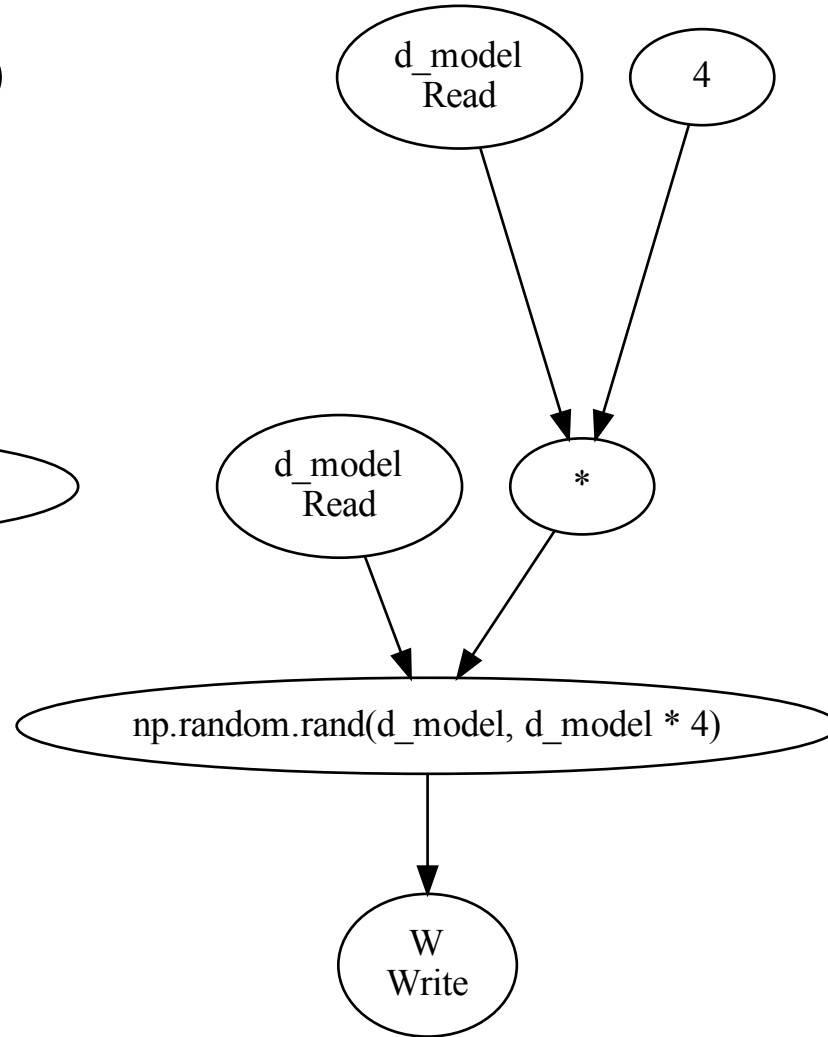 d_model
Read
4
d_model
Read
*
np.random.rand(d_model, d_model * 4)
W
Write